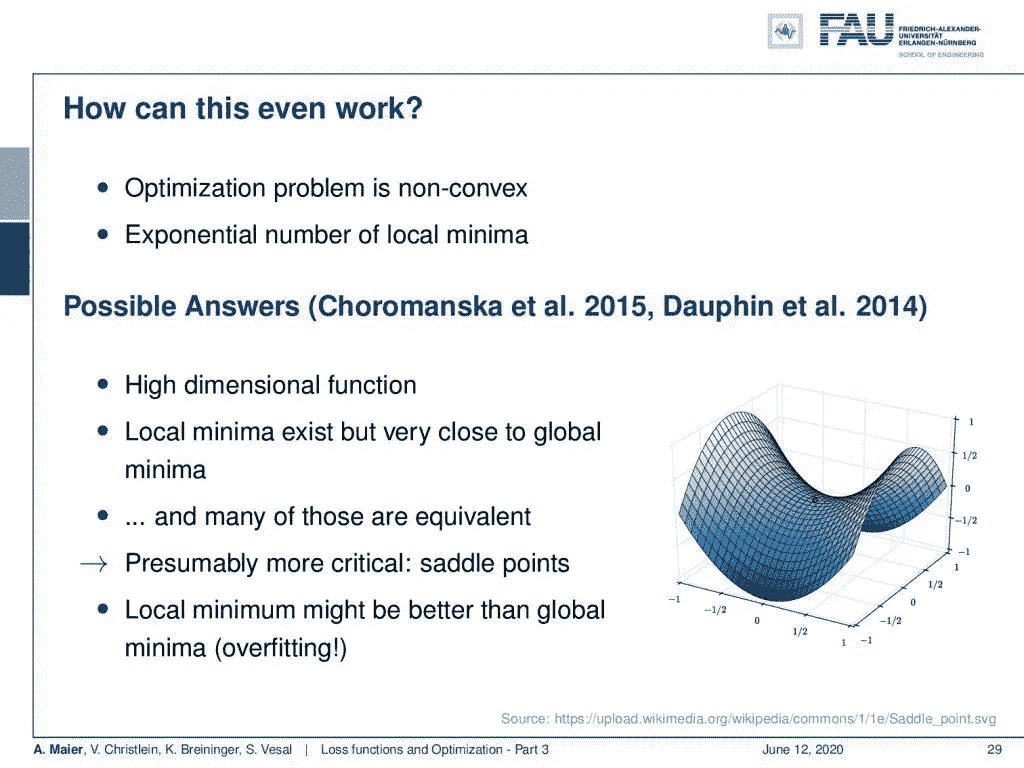 FAU
FRIEDRICH-ALEXANDER-
UNIVERSITÄT
ERLANGEN-NÜRNBERG
SCHOOL OF ENGINEERING
How can this even work?
• Optimization problem is non-convex
• Exponential number of local minima
Possible Answers (Choromanska et al. 2015, Dauphin et al. 2014)
• High dimensional function
• Local minima exist but very close to global
minima
• ... and many of those are equivalent
→ Presumably more critical: saddle points
• Local minimum might be better than global
minima (overfitting!)
1
1/2
0
−1/2
−1
1
1/2
0
−1/2
−1
−1
−1/2
0
1/2
1
Source: https://upload.wikimedia.org/wikipedia/commons/1/1e/Saddle_point.svg
A. Maier, V. Christlein, K. Breininger, S. Vesal | Loss functions and Optimization - Part 3 June 12, 2020 29